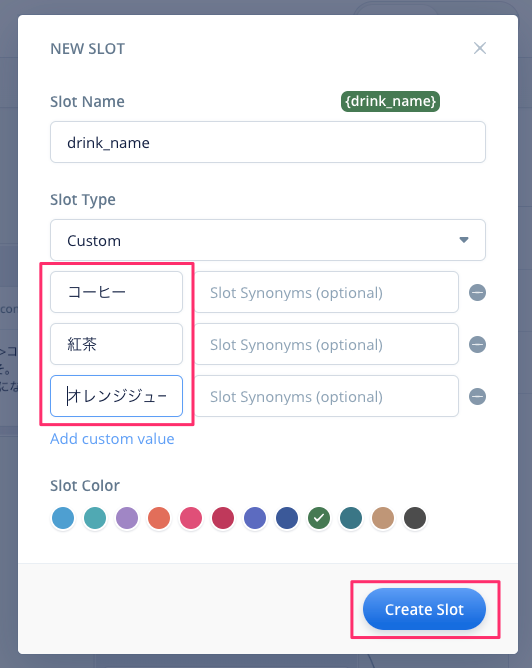 NEW SLOT
Slot Name
{drink_name}
drink_name
Slot Type
Custom
コーヒー Slot Synonyms (optional)
紅茶 Slot Synonyms (optional)
オレンジジュー Slot Synonyms (optional)
Add custom value
Slot Color
Create Slot